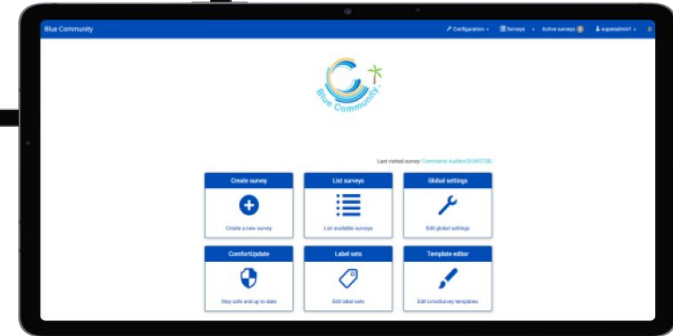 Blue Community
Configuration
Surveys
Active surveys
superadmin1
Blue Community
Last visited survey:
Create survey
List surveys
Global settings
Create a new survey
List available surveys
Edit global settings
ComfortUpdate
Label sets
Template editor
Stay safe and up to date
Edit label sets
Edit LimeSurvey templates